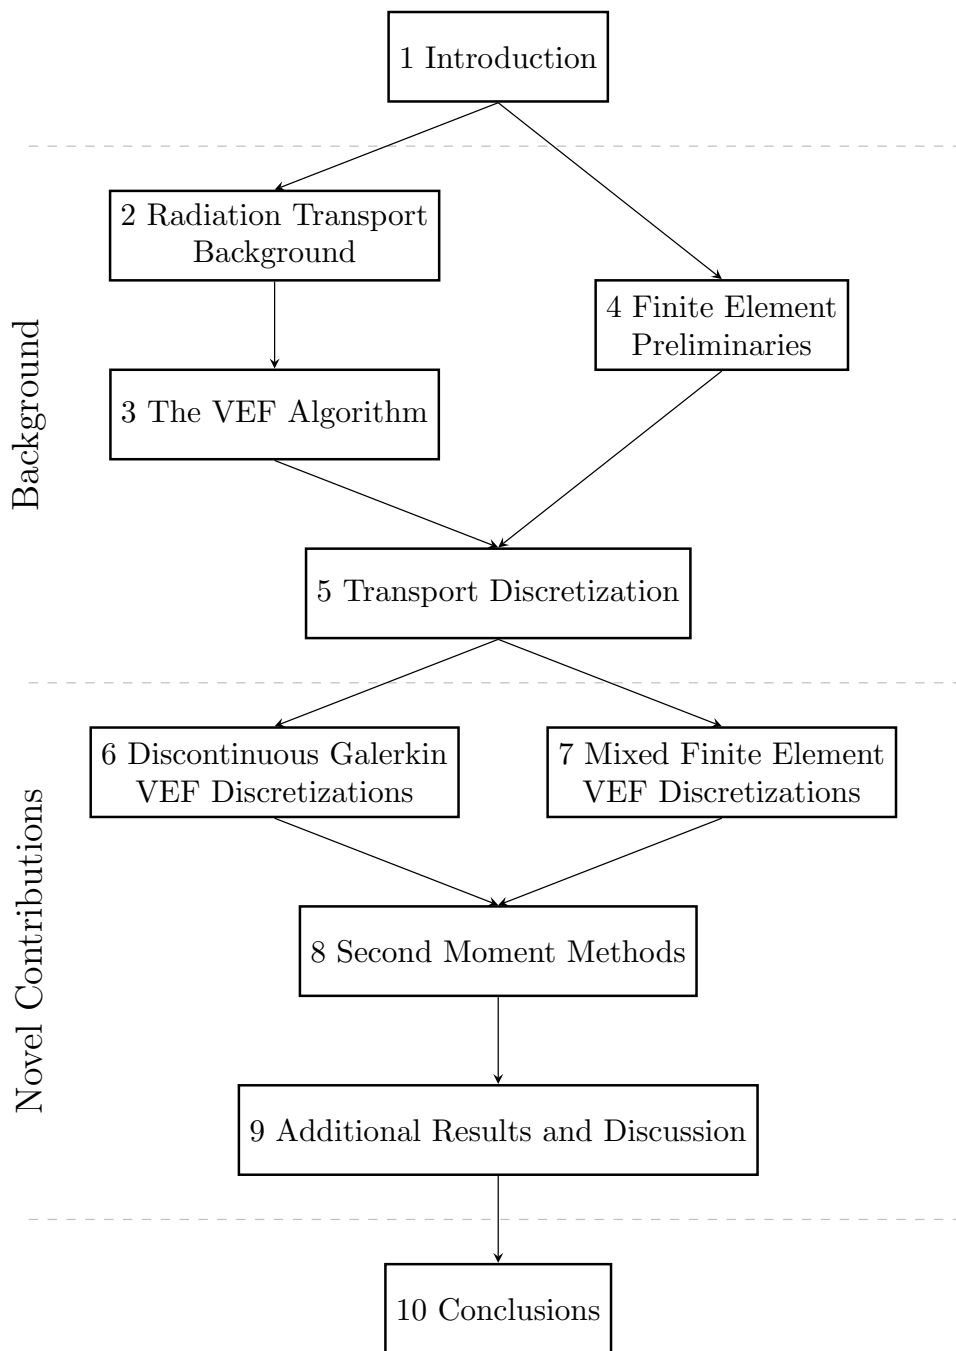 1 Introduction
2 Radiation Transport
Background
4 Finite Element
Preliminaries
3 The VEF Algorithm
Background
5 Transport Discretization
6 Discontinuous Galerkin
VEF Discretizations
7 Mixed Finite Element
VEF Discretizations
8 Second Moment Methods
Novel Contributions
9 Additional Results and Discussion
10 Conclusions